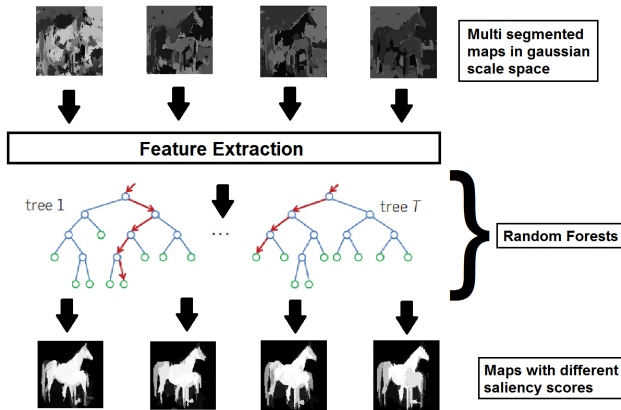 Multi segmented
maps in gaussian
scale space
Feature Extraction
tree 1
...
tree T
Random Forests
Maps with different
saliency scores